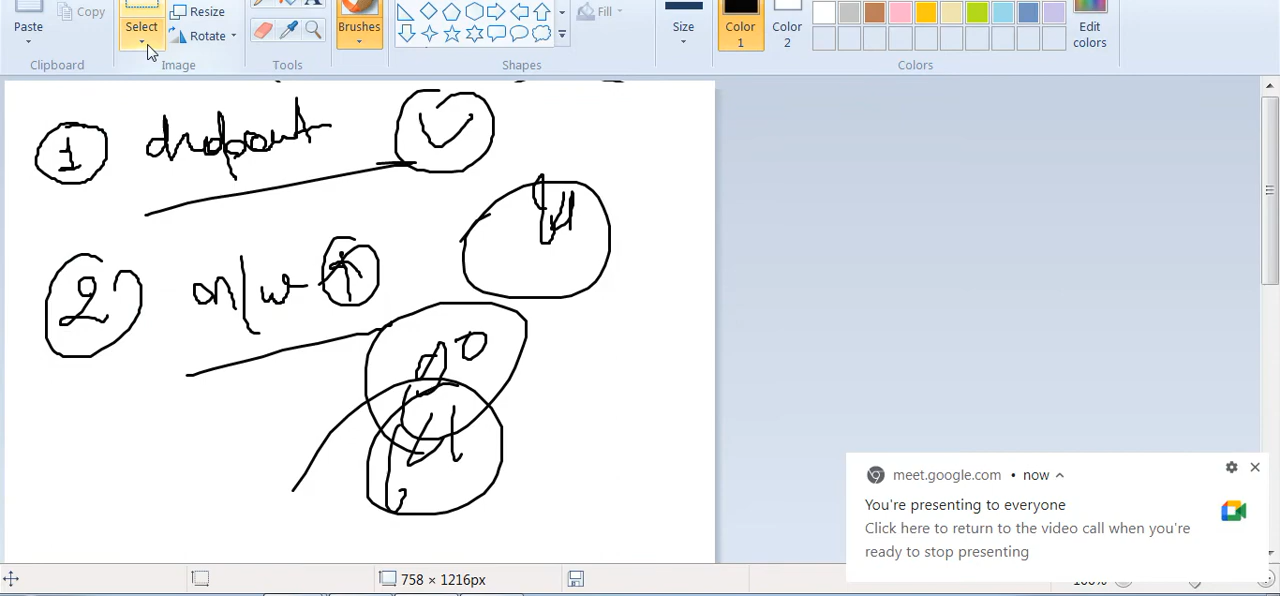 Paste
Copy
Select
Resize
Rotate
Brushes
Fill
Size
Color 1
Color 2
Edit colors
Clipboard
Image
Tools
Shapes
Colors
1 dropout
2
meet.google.com • now
You're presenting to everyone
Click here to return to the video call when you're
ready to stop presenting
758 × 1216px